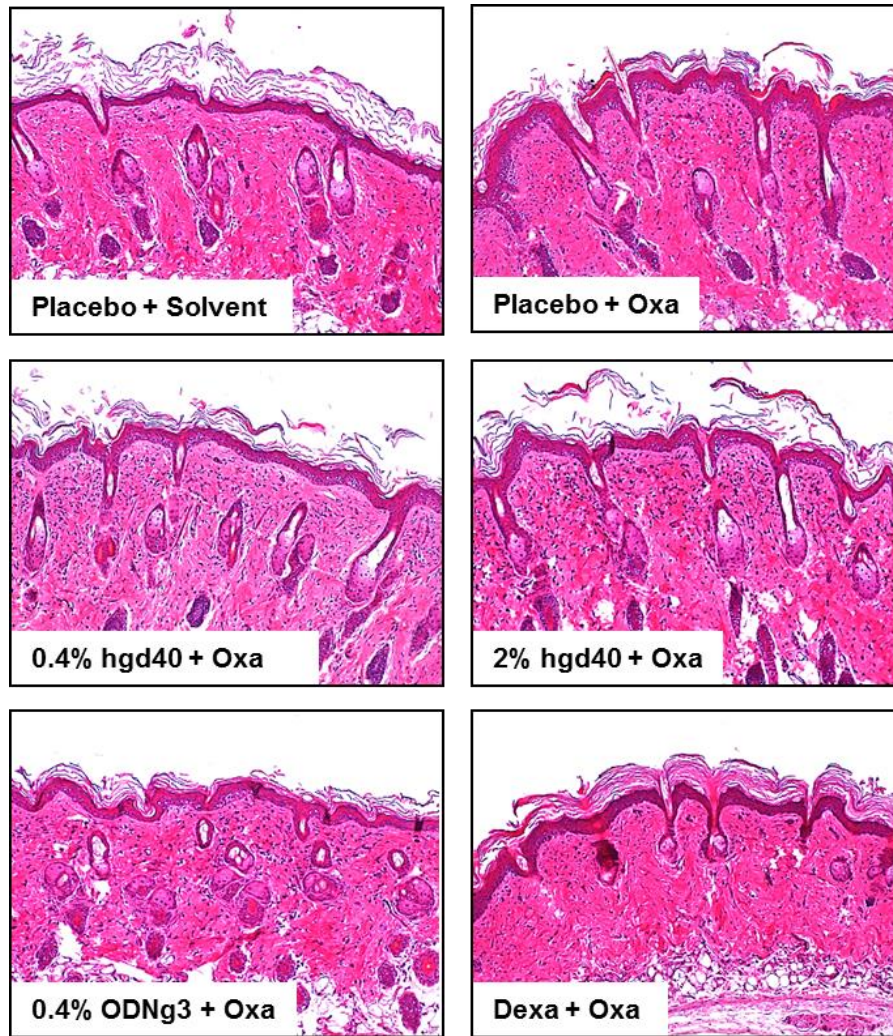 Placebo + Solvent
Placebo + Oxa
0.4% hgd40 + Oxa
2% hgd40 + Oxa
0.4% ODNg3 + Oxa
Dexa + Oxa